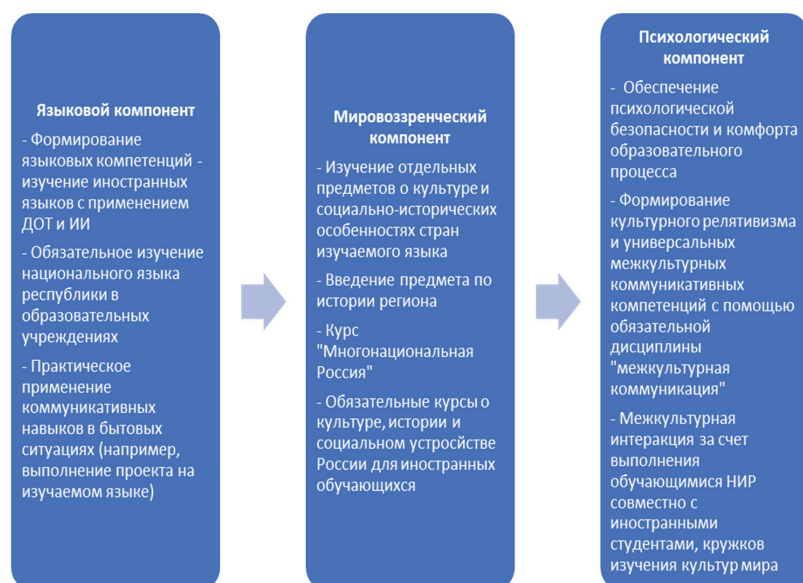 Языковой компонент
- Формирование
языковых компетенций -
изучение иностранных
языков с применением
ДОТ и ИИ
- Обязательное изучение
национального языка
республики в
образовательных
учреждениях
- Практическое
применение
коммуникативных
навыков в бытовых
ситуациях (например,
выполнение проекта на
изучаемом языке)
Мировоззренческий
компонент
- Изучение отдельных
предметов о культуре и
социально-исторических
особенностях стран
изучаемого языка
- Введение предмета по
истории региона
- Курс
"Многонациональная
Россия"
- Обязательные курсы о
культуре, истории и
социальном устросйстве
России для иностранных
обучающихся
Психологический
компонент
- Обеспечение
психологической
безопасности и комфорта
образовательного
процесса
- Формирование
культурного релятивизма
и универсальных
межкультурных
коммуникативных
компетенций с помощью
обязательной
дисциплины
"межкультурная
коммуникация"
- Межкультурная
интеракция за счет
выполнения
обучающимися НИР
совместно с
иностранными
студентами, кружков
изучения культур мира